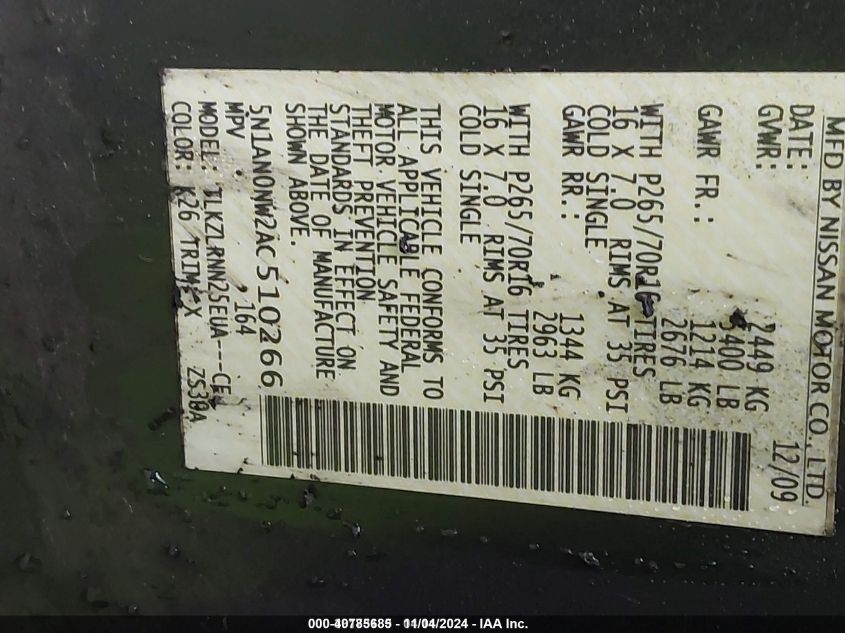 MFD BY NISSAN MOTOR CO., LTD.
DATE: 12/09
GVWR: 2449 KG
5400 LB
GAWR FR.: 1214 KG
2676 LB
WITH P265/70R16 TIRES
16 X 7.0 RIMS AT 35 PSI
COLD SINGLE
GAWR RR.: 1344 KG
2963 LB
WITH P265/70R16 TIRES
16 X 7.0 RIMS AT 35 PSI
COLD SINGLE
THIS VEHICLE CONFORMS TO
ALL APPLICABLE FEDERAL
MOTOR VEHICLE SAFETY AND
THEFT PREVENTION
STANDARDS IN EFFECT ON
THE DATE OF MANUFACTURE
SHOWN ABOVE.
5N1AN0NW2AC510266
MPV 164
MODEL: TLKZLRNN25EUA---CE
COLOR: K26 TRIM: X ZS30A
- 11/04/2024 - IAA Inc.